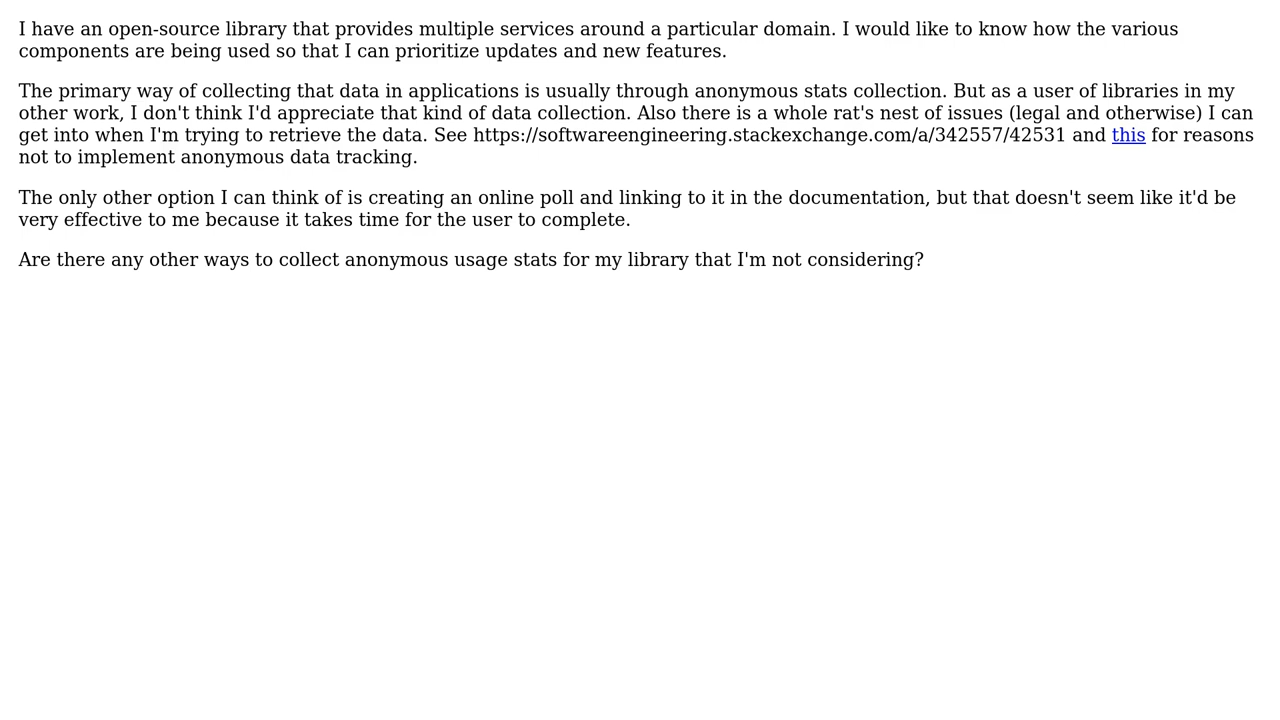 I have an open-source library that provides multiple services around a particular domain. I would like to know how the various
components are being used so that I can prioritize updates and new features.
The primary way of collecting that data in applications is usually through anonymous stats collection. But as a user of libraries in my
other work, I don't think I'd appreciate that kind of data collection. Also there is a whole rat's nest of issues (legal and otherwise) I can
get into when I'm trying to retrieve the data. See https://softwareengineering.stackexchange.com/a/342557/42531 and this for reasons
not to implement anonymous data tracking.
The only other option I can think of is creating an online poll and linking to it in the documentation, but that doesn't seem like it'd be
very effective to me because it takes time for the user to complete.
Are there any other ways to collect anonymous usage stats for my library that I'm not considering?